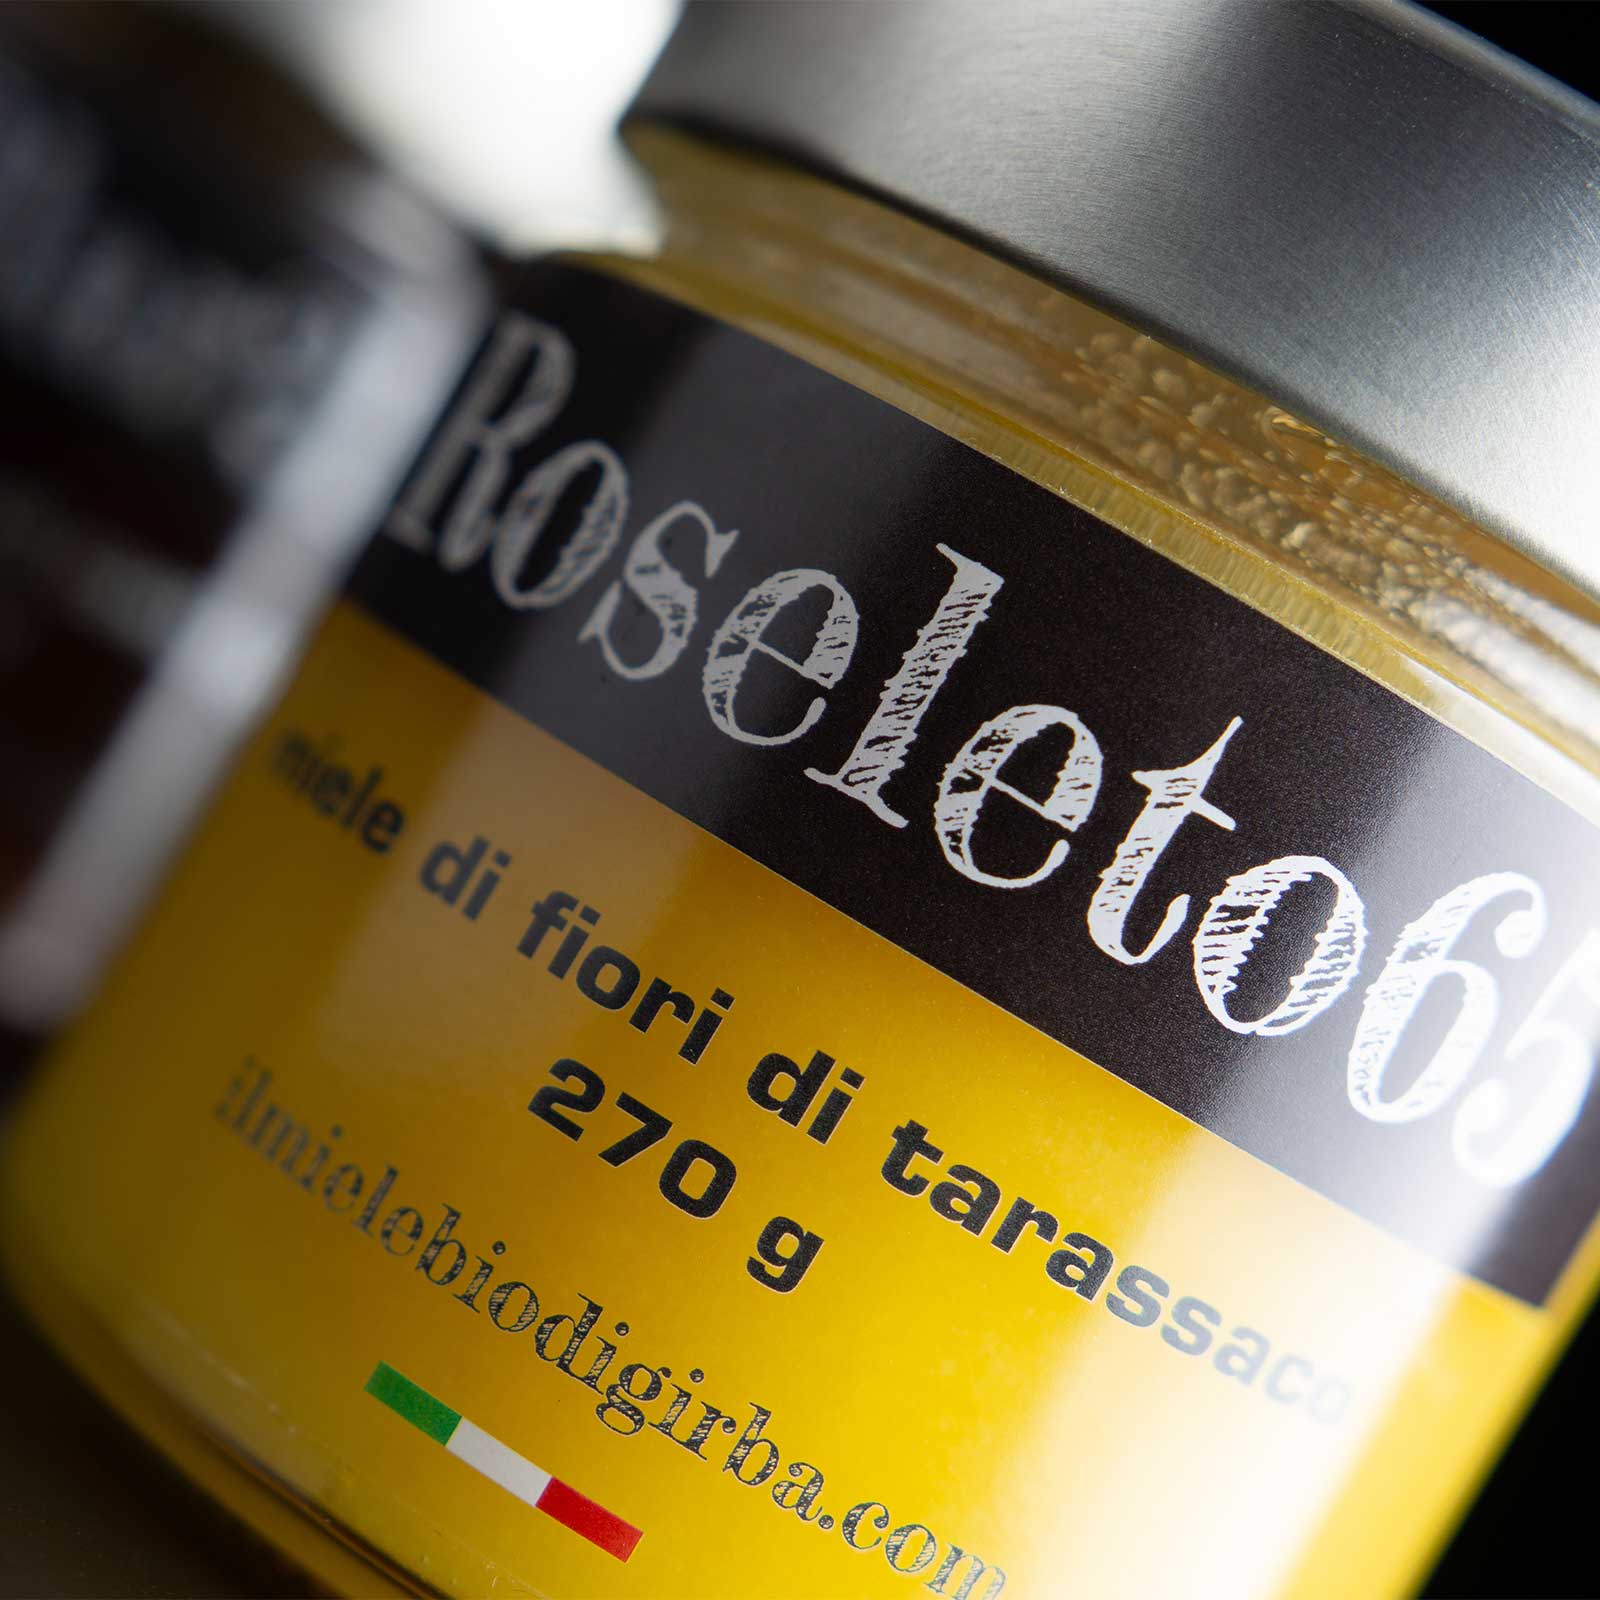 Roseleto65
miele di fiori di tarassaco
270 g
ilmielebiodigirba.com